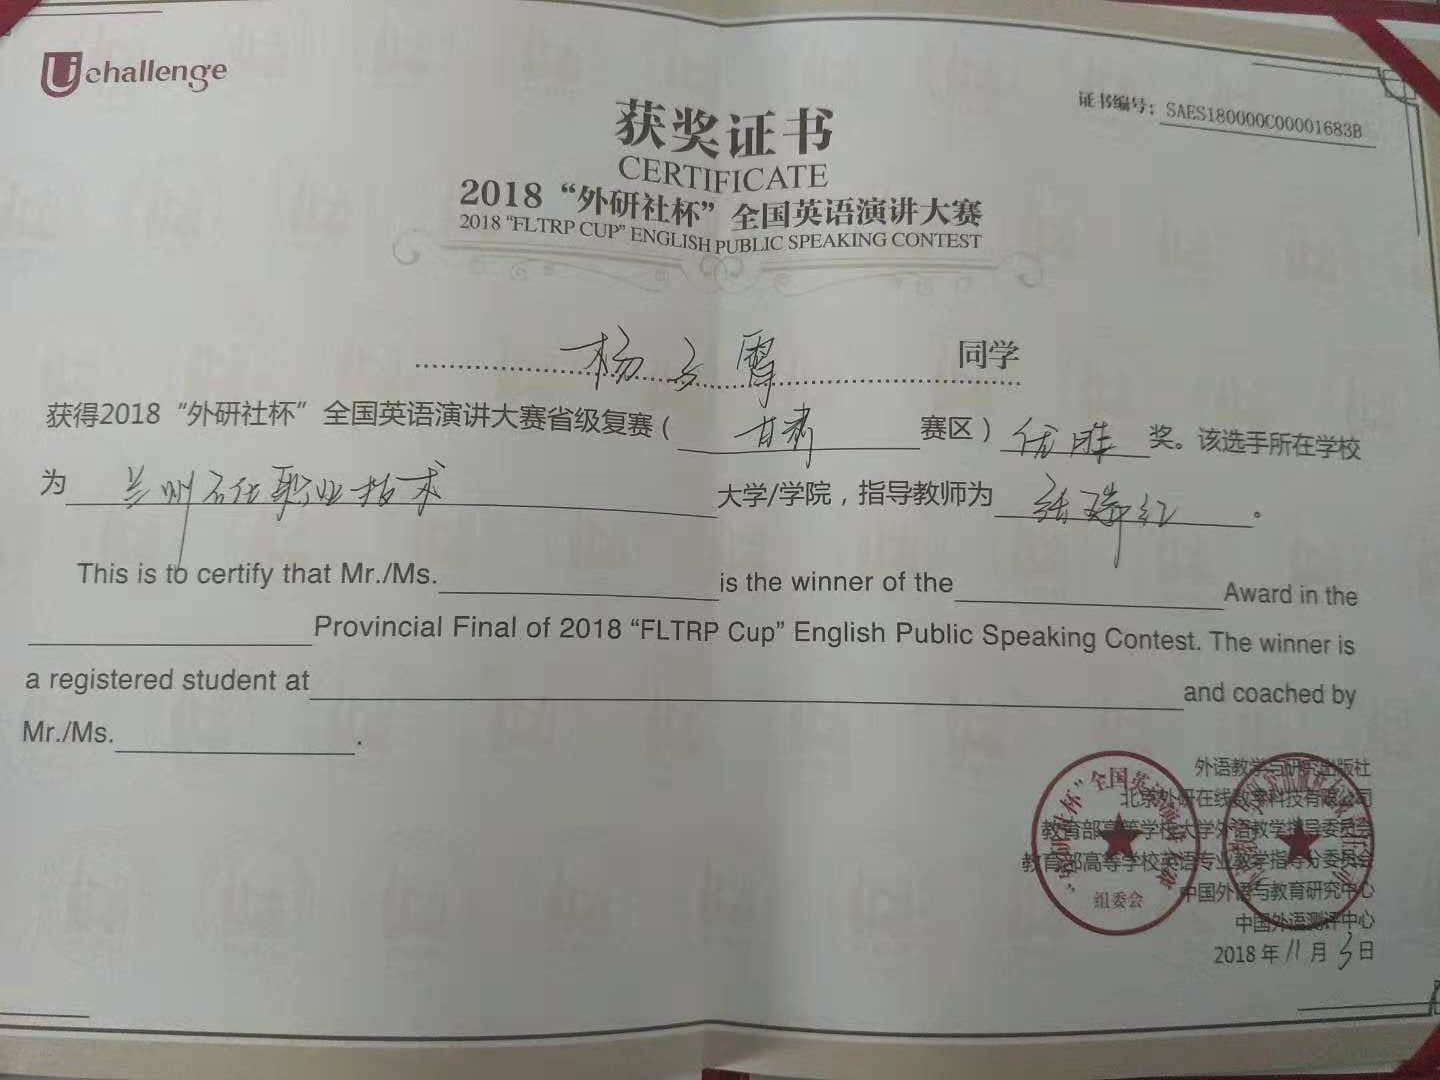 Uchallenge
证书编号：SAES180000C00001683B
获奖证书
CERTIFICATE
2018“外研社杯”全国英语演讲大赛
2018 “FLTRP CUP” ENGLISH PUBLIC SPEAKING CONTEST
杨 霄 同学
获得2018“外研社杯”全国英语演讲大赛省级复赛（甘肃赛区）优胜奖。该选手所在学校
为兰州石化职业技术大学/学院，指导教师为张瑞红。
This is to certify that Mr./Ms. is the winner of the Award in the
Provincial Final of 2018 “FLTRP Cup” English Public Speaking Contest. The winner is
a registered student at and coached by
Mr./Ms. .
外语教学与研究出版社
北京外研在线数字科技有限公司
教育部高等学校大学外语教学指导委员会
教育部高等学校英语专业教学指导分委员会
中国外语与教育研究中心
中国外语测评中心
组委会
2018年11月3日